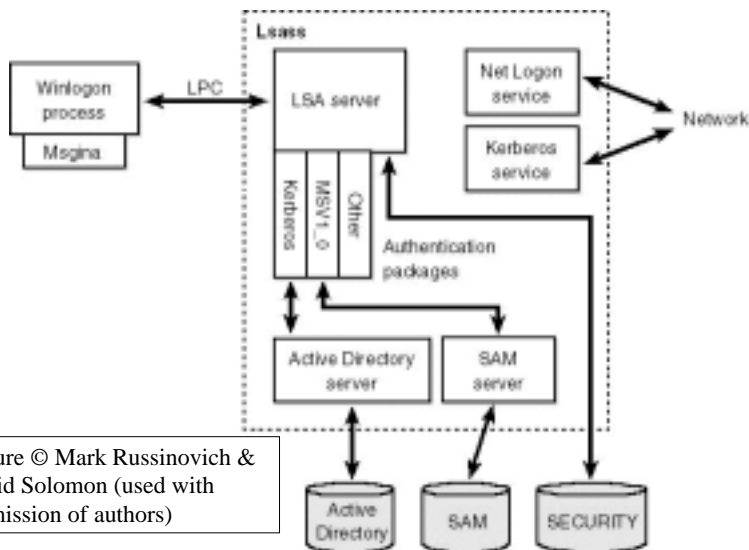 Lsass
Winlogon
process
Msgina
LPC
LSA server
Net Logon
service
Kerberos
service
Network
Kerberos
MSV1_0
Other
Authentication
packages
Active Directory
server
SAM
server
ure © Mark Russinovich &
id Solomon (used with
nission of authors)
Active
Directory
SAM
SECURITY